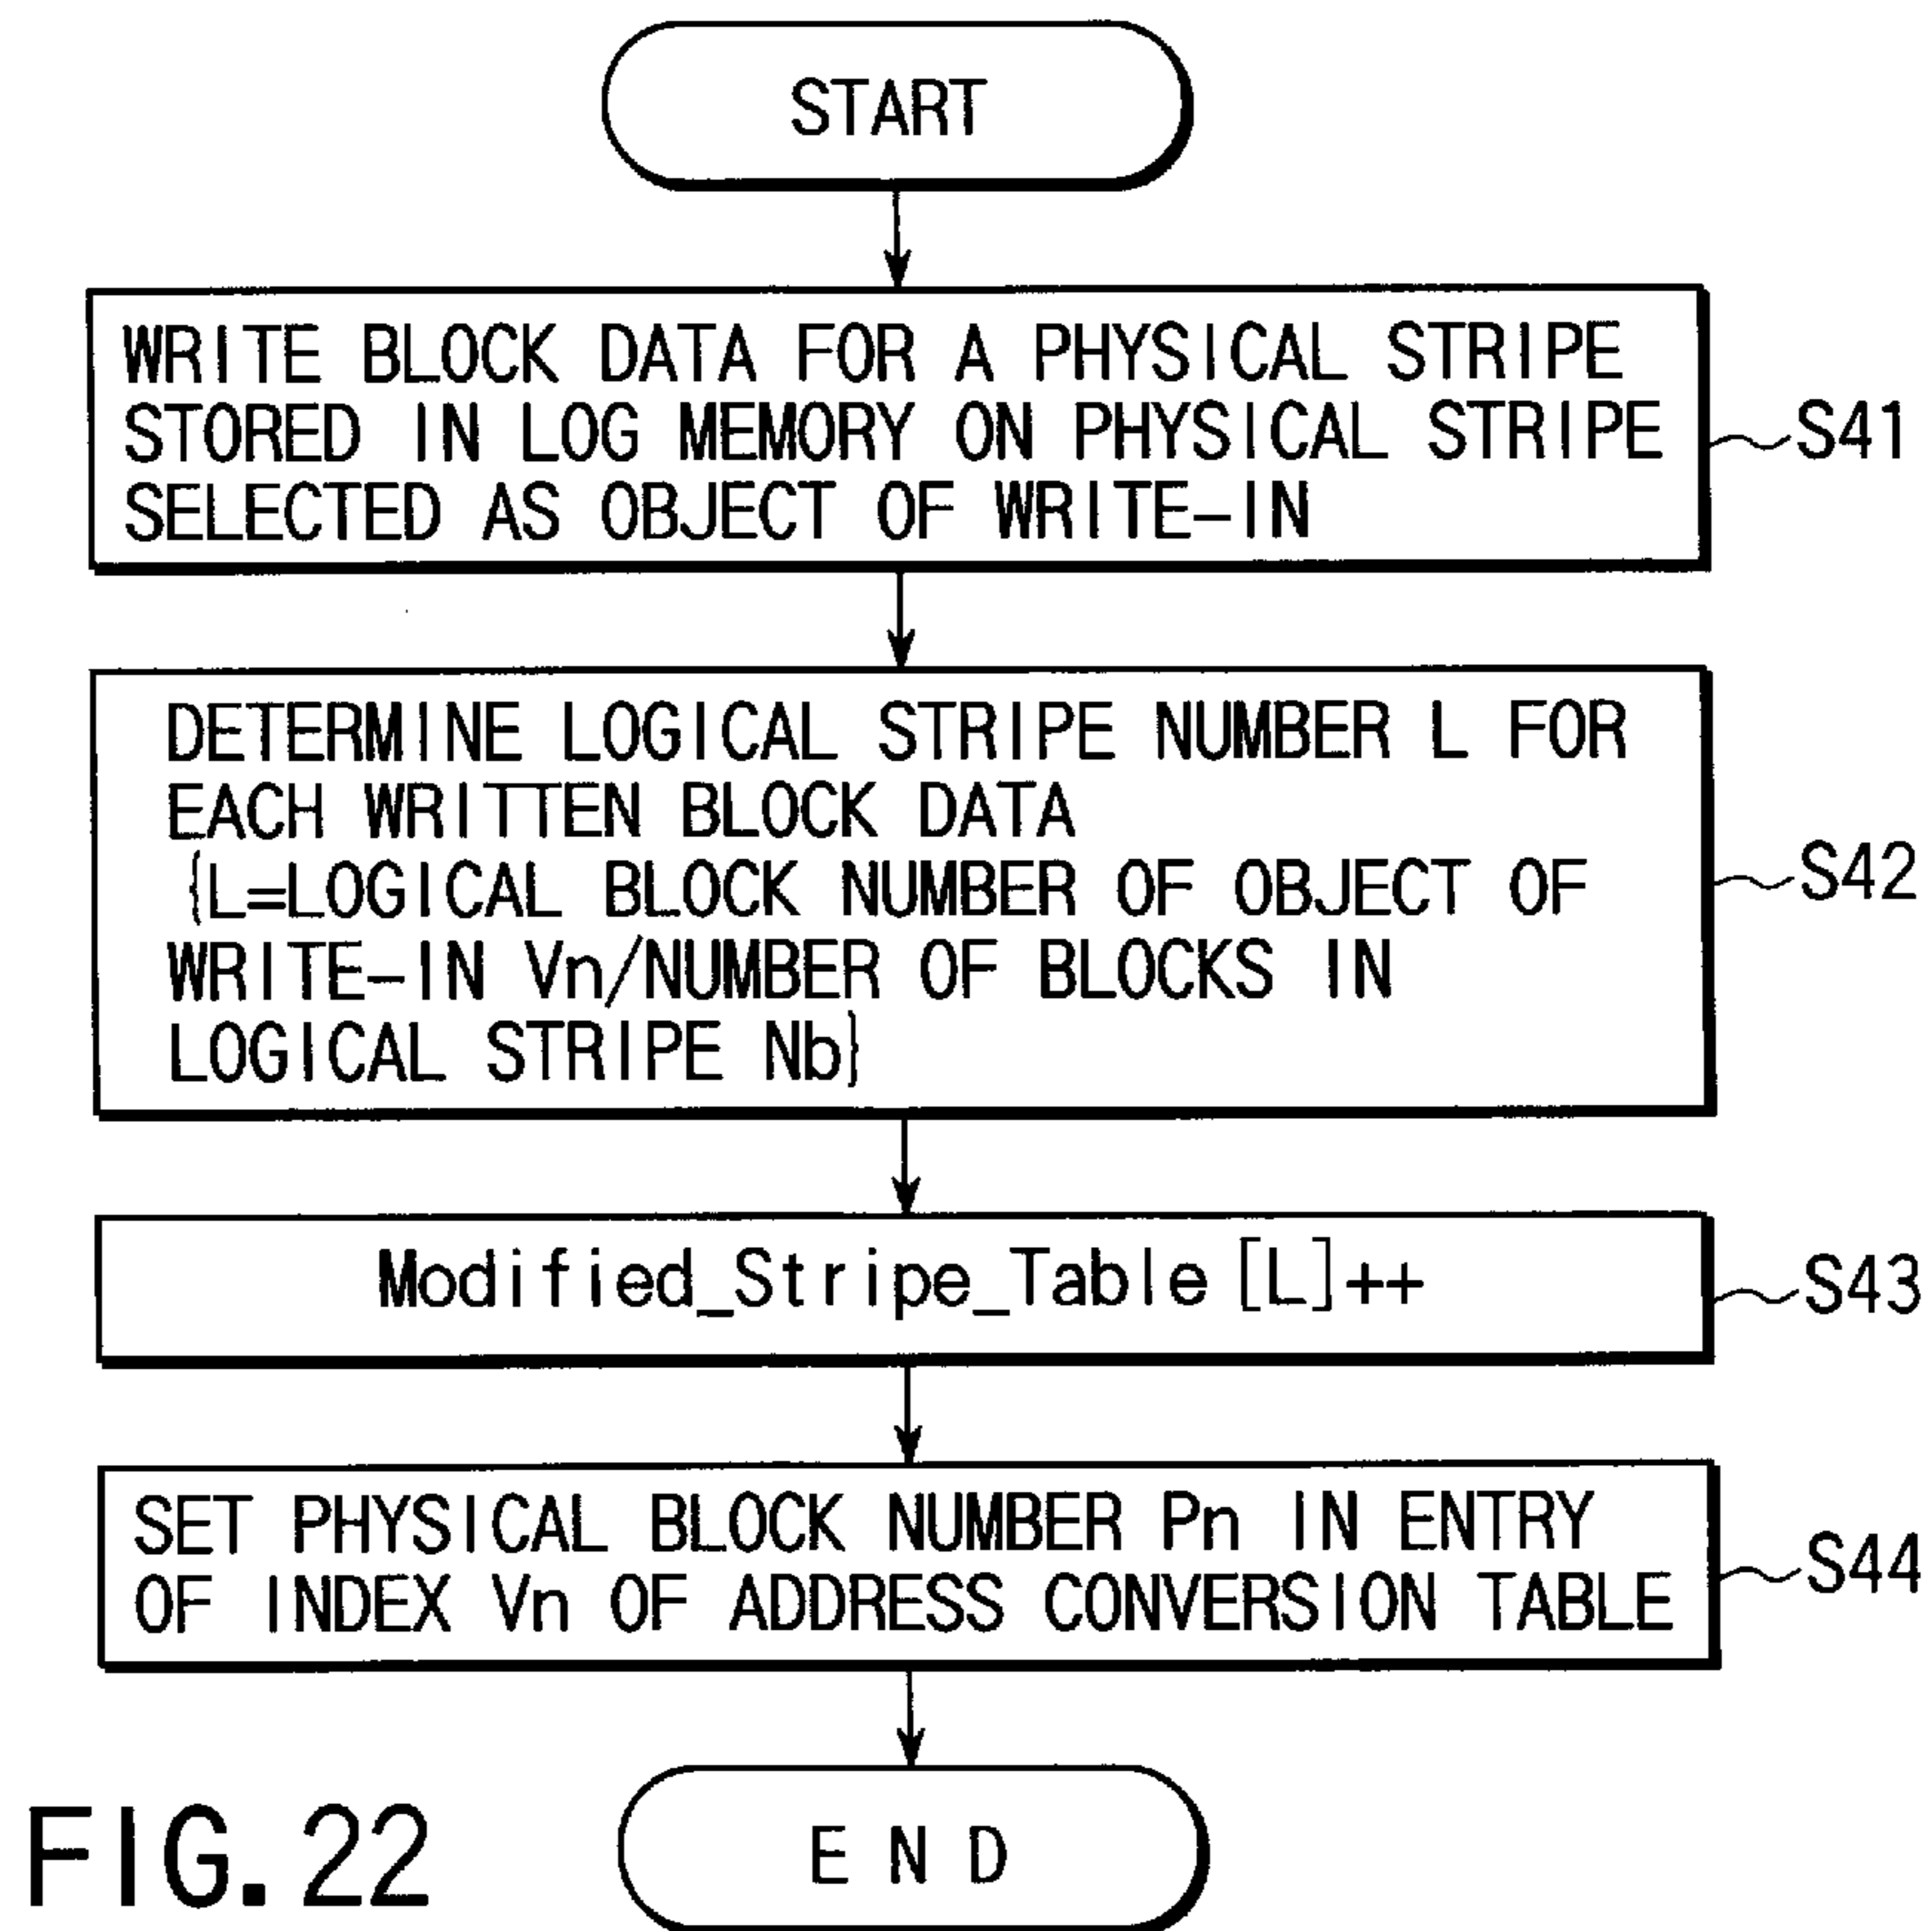 START
WRITE BLOCK DATA FOR A PHYSICAL STRIPE
STORED IN LOG MEMORY ON PHYSICAL STRIPE
SELECTED AS OBJECT OF WRITE-IN
S41
DETERMINE LOGICAL STRIPE NUMBER L FOR
EACH WRITTEN BLOCK DATA
{L=LOGICAL BLOCK NUMBER OF OBJECT OF
WRITE-IN Vn/NUMBER OF BLOCKS IN
LOGICAL STRIPE Nb}
S42
Modified_Stripe_Table[L]++
S43
SET PHYSICAL BLOCK NUMBER Pn IN ENTRY
OF INDEX Vn OF ADDRESS CONVERSION TABLE
S44
END
FIG. 22